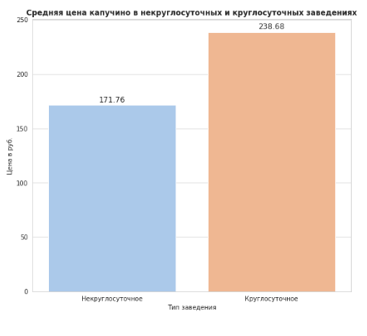 Средняя цена капучино в некруглосуточных и круглосуточных заведениях
250
238.68
200
171.76
150
Цена в руб.
100
50
0
Некруглосуточное Круглосуточное
Тип заведения